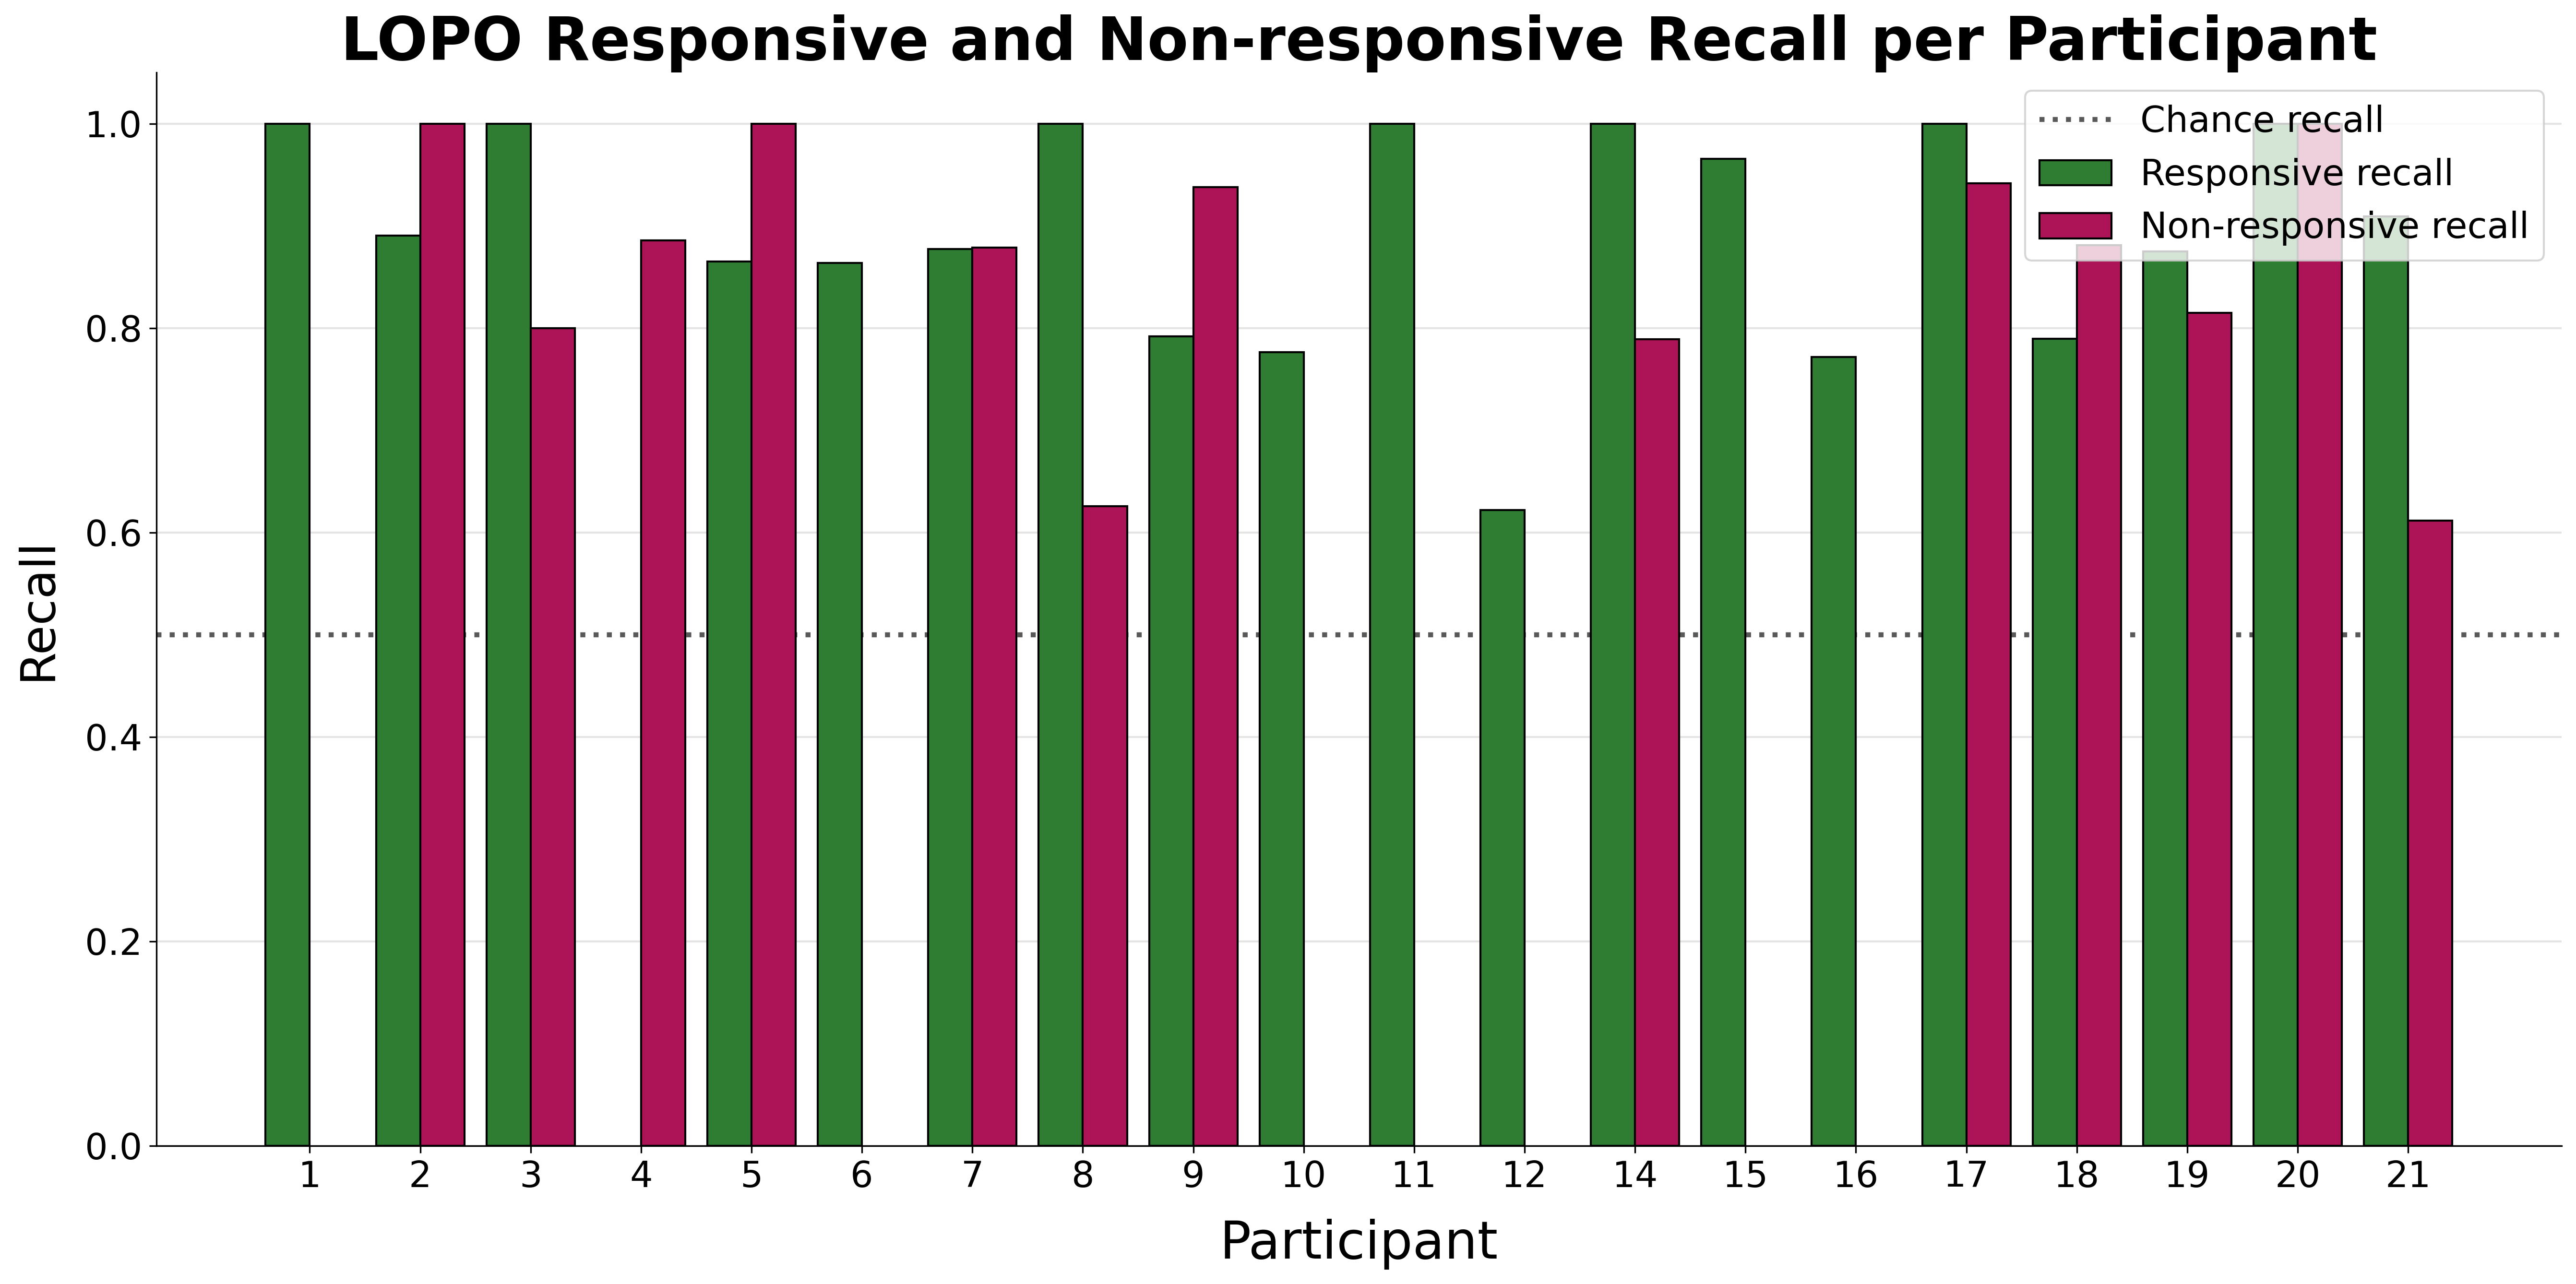 LOPO Responsive and Non-responsive Recall per Participant
Chance recall
Responsive recall
Non-responsive recall
Recall
1.0
0.8
0.6
0.4
0.2
0.0
1 2 3 4 5 6 7 8 9 10 11 12 14 15 16 17 18 19 20 21
Participant